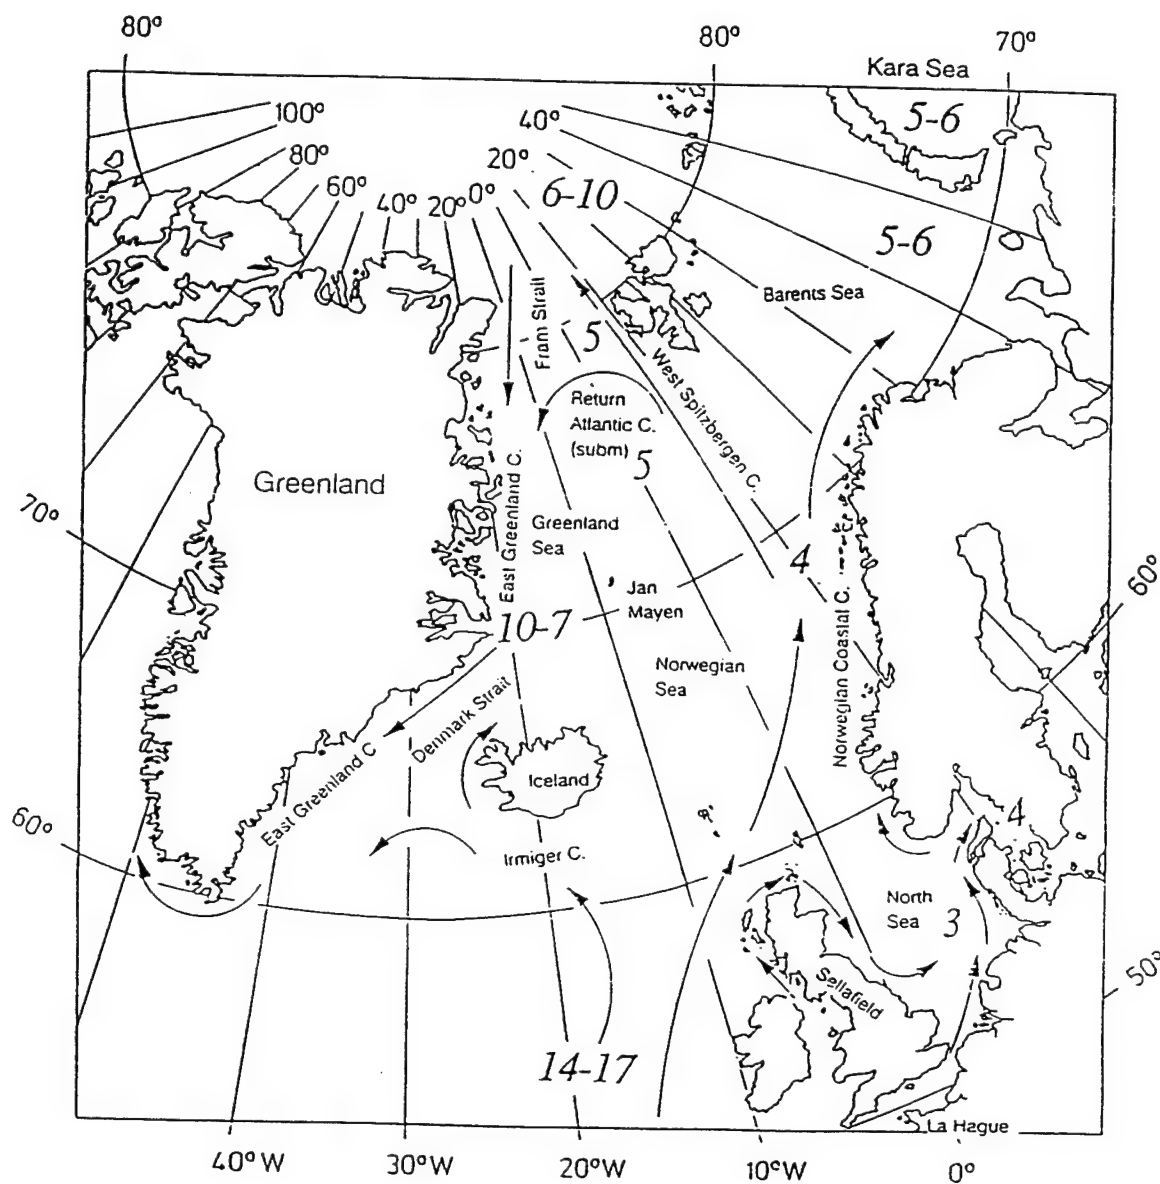 80°
80°
70°
Kara Sea
5-6
100°
40°
80°
20°
60°
6-10
40°
20°
0°
5-6
Barents Sea
Fram Strait
5
West Spitzbergen C.
Return
Atlantic C.
(subm)
5
Greenland
East Greenland C.
Greenland
Sea
70°
4
Jan
Mayen
60°
10-7
Norwegian Coastal C.
Norwegian
Sea
Denmark Strait
East Greenland C
Iceland
60°
4
Irmiger C.
North
Sea
3
Sellafield
50°
14-17
La Hague
40°W
30°W
20°W
10°W
0°